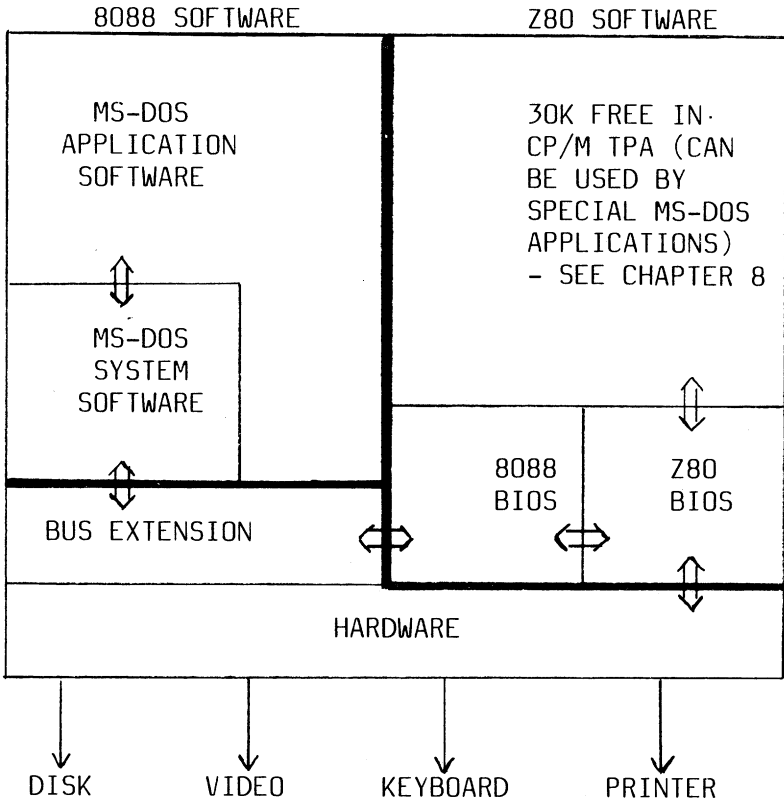 8088 SOFTWARE
Z80 SOFTWARE
MS-DOS
APPLICATION
SOFTWARE
30K FREE IN
CP/M TPA (CAN
BE USED BY
SPECIAL MS-DOS
APPLICATIONS)
- SEE CHAPTER 8
MS-DOS
SYSTEM
SOFTWARE
8088
BIOS
Z80
BIOS
BUS EXTENSION
HARDWARE
DISK
VIDEO
KEYBOARD
PRINTER